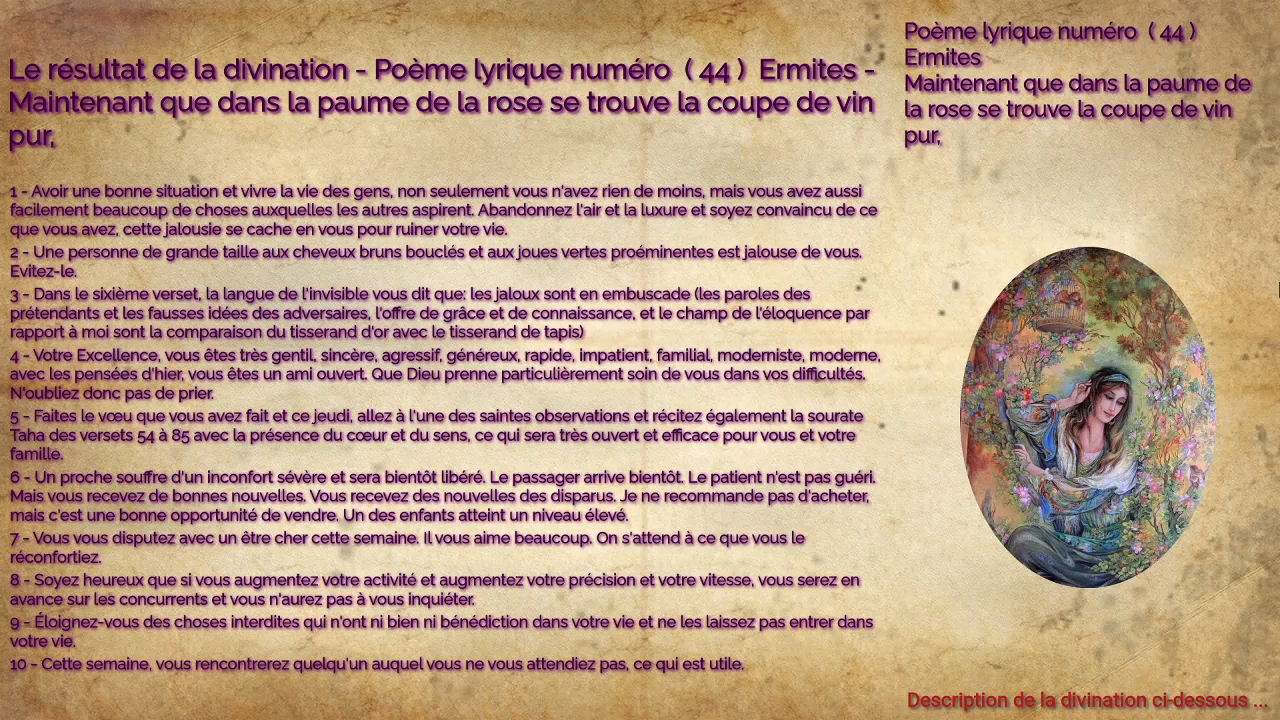 Le résultat de la divination - Poème lyrique numéro ( 44 ) Ermites -
Maintenant que dans la paume de la rose se trouve la coupe de vin
pur,
1 - Avoir une bonne situation et vivre la vie des gens, non seulement vous n'avez rien de moins, mais vous avez aussi
facilement beaucoup de choses auxquelles les autres aspirent. Abandonnez l'air et la luxure et soyez convaincu de ce
que vous avez, cette jalousie se cache en vous pour ruiner votre vie.
2 - Une personne de grande taille aux cheveux bruns bouclés et aux joues vertes proéminentes est jalouse de vous.
Evitez-le.
3 - Dans le sixième verset, la langue de l'invisible vous dit que: les jaloux sont en embuscade (les paroles des
prétendants et les fausses idées des adversaires, l'offre de grâce et de connaissance, et le champ de l'éloquence par
rapport à moi sont la comparaison du tisserand d'or avec le tisserand de tapis)
4 - Votre Excellence, vous êtes très gentil, sincère, agressif, généreux, rapide, impatient, familial, moderniste, moderne,
avec les pensées d'hier, vous êtes un ami ouvert. Que Dieu prenne particulièrement soin de vous dans vos difficultés.
N'oubliez donc pas de prier.
5 - Faites le vœu que vous avez fait et ce jeudi, allez à l'une des saintes observations et récitez également la sourate
Taha des versets 54 à 85 avec la présence du cœur et du sens, ce qui sera très ouvert et efficace pour vous et votre
famille.
6 - Un proche souffre d'un inconfort sévère et sera bientôt libéré. Le passager arrive bientôt. Le patient n'est pas guéri.
Mais vous recevez de bonnes nouvelles. Vous recevez des nouvelles des disparus. Je ne recommande pas d'acheter,
mais c'est une bonne opportunité de vendre. Un des enfants atteint un niveau élevé.
7 - Vous vous disputez avec un être cher cette semaine. Il vous aime beaucoup. On s'attend à ce que vous le
réconfortiez.
8 - Soyez heureux que si vous augmentez votre activité et augmentez votre précision et votre vitesse, vous serez en
avance sur les concurrents et vous n'aurez pas à vous inquiéter.
9 - Éloignez-vous des choses interdites qui n'ont ni bien ni bénédiction dans votre vie et ne les laissez pas entrer dans
votre vie.
10 - Cette semaine, vous rencontrerez quelqu'un auquel vous ne vous attendiez pas, ce qui est utile.
Poème lyrique numéro ( 44 )
Ermites
Maintenant que dans la paume de
la rose se trouve la coupe de vin
pur,
Description de la divination ci-dessous ...